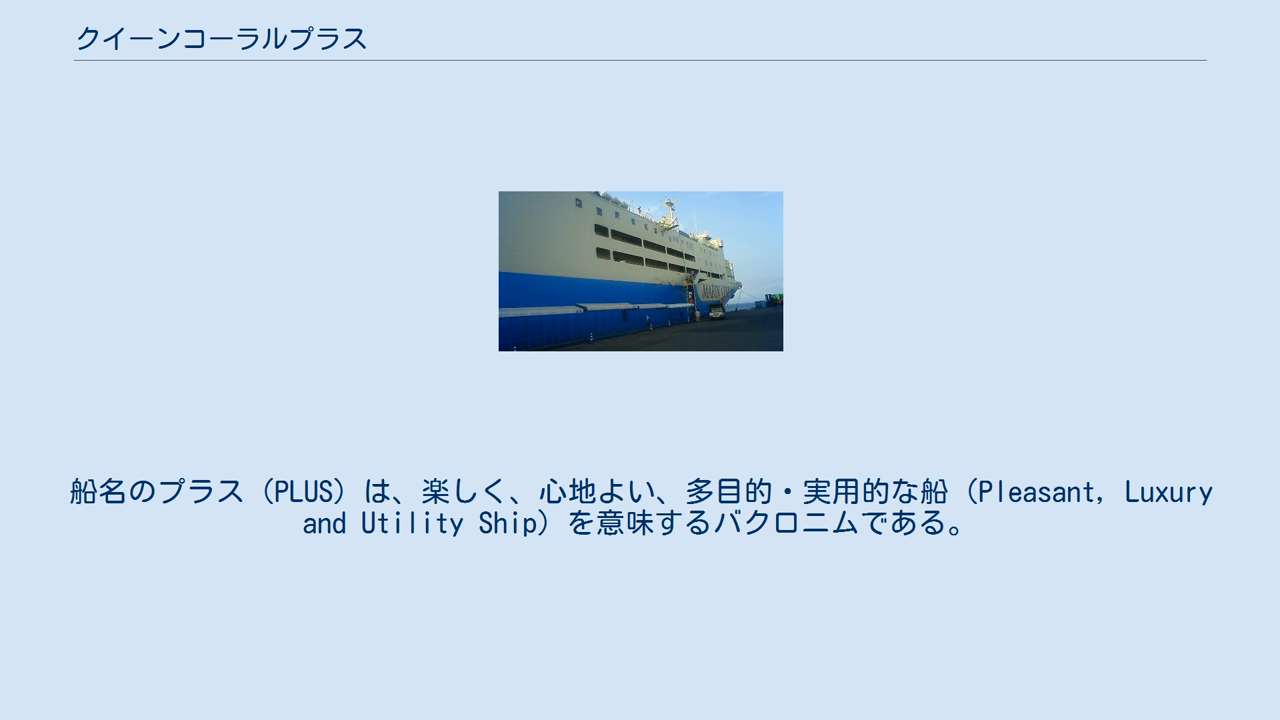 クイーンコーラルプラス
船名のプラス（PLUS）は、楽しく、心地よい、多目的・実用的な船（Pleasant, Luxury
and Utility Ship）を意味するバクロニムである。